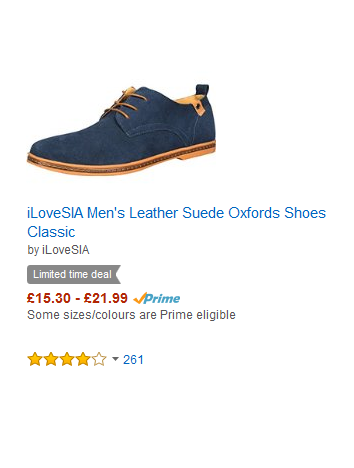 iLoveSIA Men's Leather Suede Oxfords Shoes
Classic
by iLoveSIA
Limited time deal
£15.30 - £21.99 Prime
Some sizes/colours are Prime eligible
261